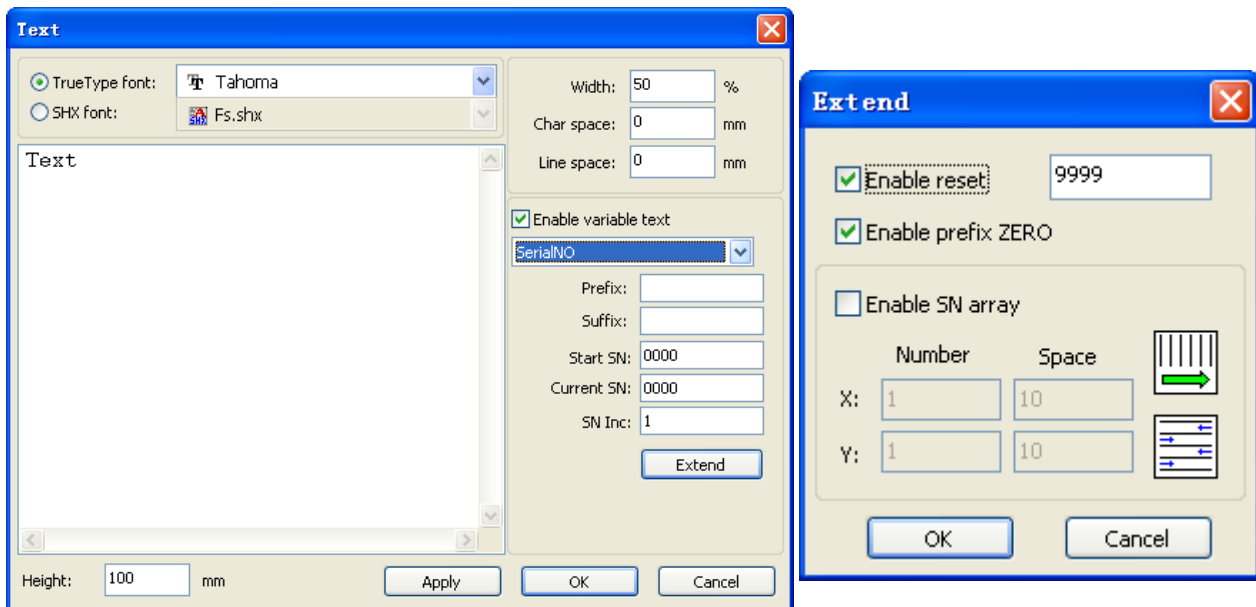 Text
TrueType font: Tahoma
SHX font: Fs.shx
Text
Width: 50 %
Char space: 0 mm
Line space: 0 mm
Enable variable text
SerialNO
Prefix:
Suffix:
Start SN: 0000
Current SN: 0000
SN Inc: 1
Extend
Height: 100 mm
Apply OK Cancel
Extend
Enable reset 9999
Enable prefix ZERO
Enable SN array
Number Space
X: 1 10
Y: 1 10
OK Cancel